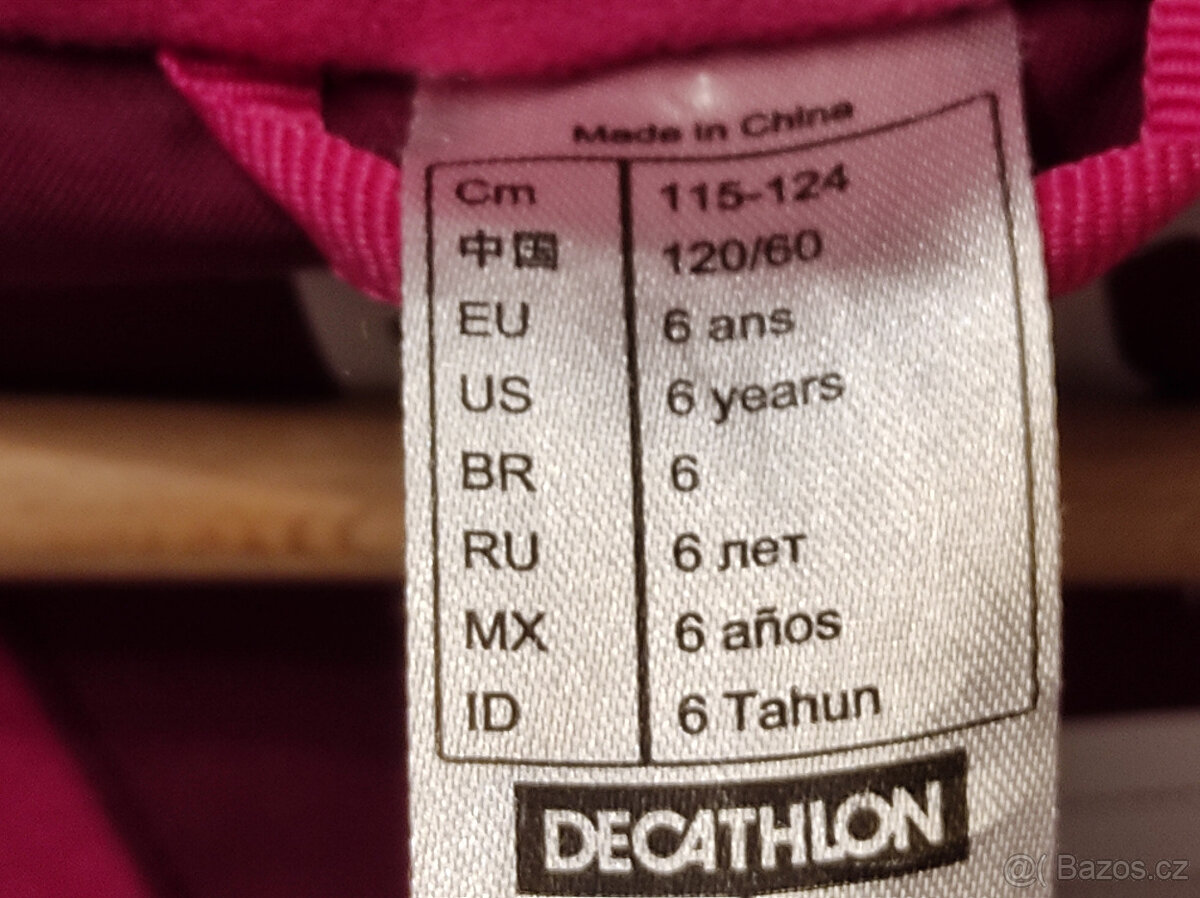 Made in China
Cm 115-124
中国 120/60
EU 6 ans
US 6 years
BR 6
RU 6 лет
MX 6 años
ID 6 Tahun
DECATHLON
@( Bazos.cz